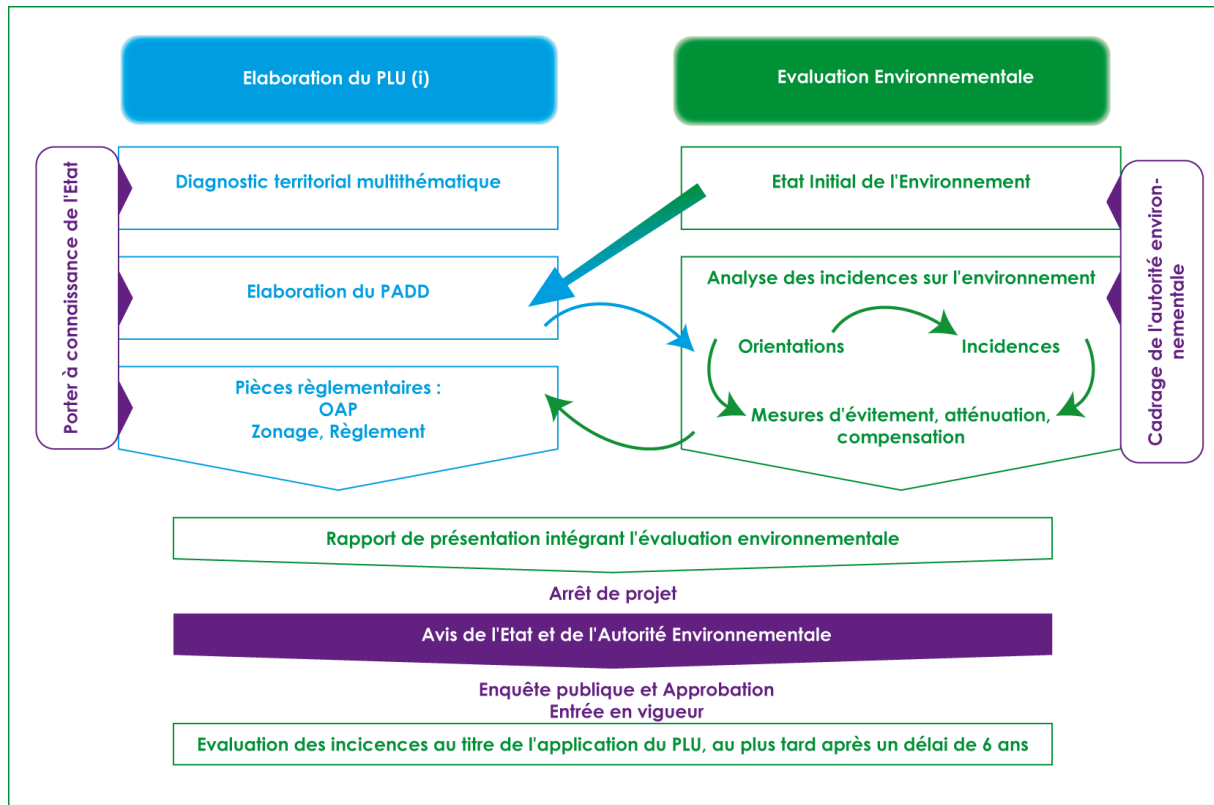 Elaboration du PLU (i)
Evaluation Environnementale
Porter à connaissance de l'Etat
Diagnostic territorial multithématique
Etat Initial de l'Environnement
Cadrage de l'autorité environ-
nementale
Elaboration du PADD
Analyse des incidences sur l'environnement
Orientations
Incidences
Mesures d'évitement, atténuation,
compensation
Pièces règlementaires :
OAP
Zonage, Règlement
Rapport de présentation intégrant l'évaluation environnementale
Arrêt de projet
Avis de l'Etat et de l'Autorité Environnementale
Enquête publique et Approbation
Entrée en vigueur
Evaluation des incicences au titre de l'application du PLU, au plus tard après un délai de 6 ans